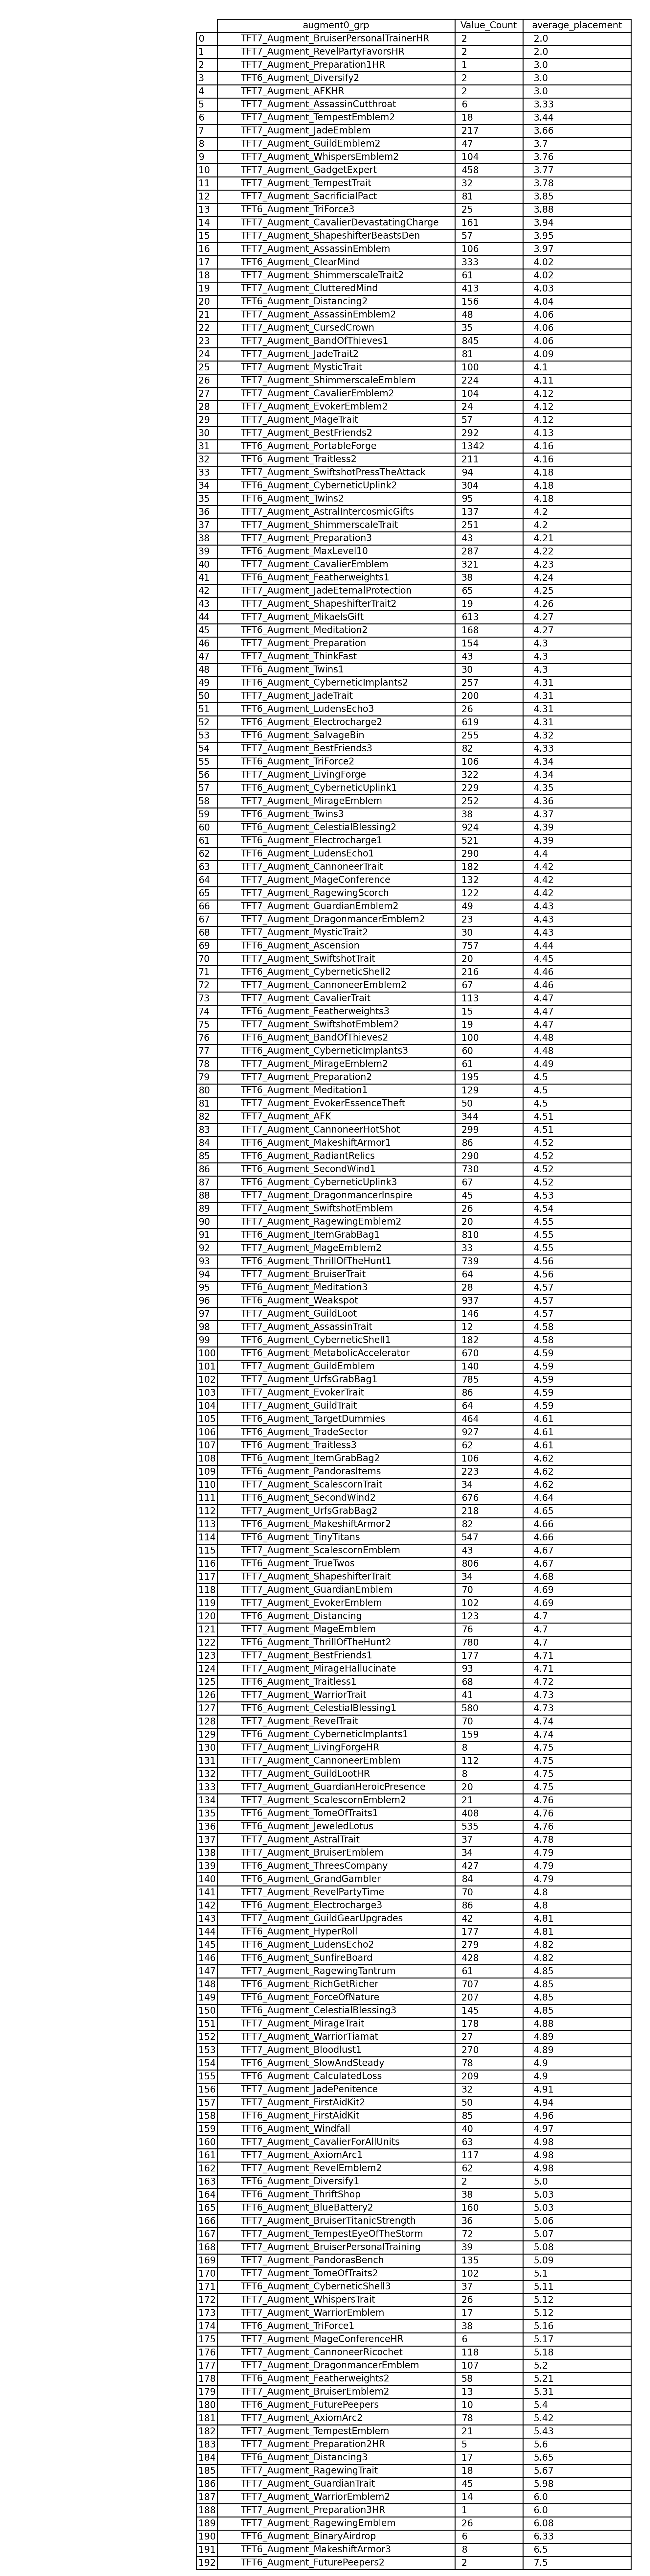 augment0_grp Value_Count average_placement
0 TFT7_Augment_BruiserPersonalTrainerHR 2 2.0
1 TFT7_Augment_RevelPartyFavorsHR 2 2.0
2 TFT7_Augment_Preparation1HR 1 3.0
3 TFT6_Augment_Diversify2 2 3.0
4 TFT7_Augment_AFKHR 2 3.0
5 TFT7_Augment_AssassinCutthroat 6 3.33
6 TFT7_Augment_TempestEmblem2 18 3.44
7 TFT7_Augment_JadeEmblem 217 3.66
8 TFT7_Augment_GuildEmblem2 47 3.7
9 TFT7_Augment_WhispersEmblem2 104 3.76
10 TFT7_Augment_GadgetExpert 458 3.77
11 TFT7_Augment_TempestTrait 32 3.78
12 TFT7_Augment_SacrificialPact 81 3.85
13 TFT6_Augment_TriForce3 25 3.88
14 TFT7_Augment_CavalierDevastatingCharge 161 3.94
15 TFT7_Augment_ShapeshifterBeastsDen 57 3.95
16 TFT7_Augment_AssassinEmblem 106 3.97
17 TFT6_Augment_ClearMind 333 4.02
18 TFT7_Augment_ShimmerscaleTrait2 61 4.02
19 TFT7_Augment_ClutteredMind 413 4.03
20 TFT6_Augment_Distancing2 156 4.04
21 TFT7_Augment_AssassinEmblem2 48 4.06
22 TFT7_Augment_CursedCrown 35 4.06
23 TFT7_Augment_BandOfThieves1 845 4.06
24 TFT7_Augment_JadeTrait2 81 4.09
25 TFT7_Augment_MysticTrait 100 4.1
26 TFT7_Augment_ShimmerscaleEmblem 224 4.11
27 TFT7_Augment_CavalierEmblem2 104 4.12
28 TFT7_Augment_EvokerEmblem2 24 4.12
29 TFT7_Augment_MageTrait 57 4.12
30 TFT7_Augment_BestFriends2 292 4.13
31 TFT6_Augment_PortableForge 1342 4.16
32 TFT6_Augment_Traitless2 211 4.16
33 TFT7_Augment_SwiftshotPressTheAttack 94 4.18
34 TFT6_Augment_CyberneticUplink2 304 4.18
35 TFT6_Augment_Twins2 95 4.18
36 TFT7_Augment_AstralIntercosmicGifts 137 4.2
37 TFT7_Augment_ShimmerscaleTrait 251 4.2
38 TFT7_Augment_Preparation3 43 4.21
39 TFT6_Augment_MaxLevel10 287 4.22
40 TFT7_Augment_CavalierEmblem 321 4.23
41 TFT6_Augment_Featherweights1 38 4.24
42 TFT7_Augment_JadeEternalProtection 65 4.25
43 TFT7_Augment_ShapeshifterTrait2 19 4.26
44 TFT7_Augment_MikaelsGift 613 4.27
45 TFT6_Augment_Meditation2 168 4.27
46 TFT7_Augment_Preparation 154 4.3
47 TFT7_Augment_ThinkFast 43 4.3
48 TFT6_Augment_Twins1 30 4.3
49 TFT6_Augment_CyberneticImplants2 257 4.31
50 TFT7_Augment_JadeTrait 200 4.31
51 TFT6_Augment_LudensEcho3 26 4.31
52 TFT6_Augment_Electrocharge2 619 4.31
53 TFT6_Augment_SalvageBin 255 4.32
54 TFT7_Augment_BestFriends3 82 4.33
55 TFT6_Augment_TriForce2 106 4.34
56 TFT7_Augment_LivingForge 322 4.34
57 TFT6_Augment_CyberneticUplink1 229 4.35
58 TFT7_Augment_MirageEmblem 252 4.36
59 TFT6_Augment_Twins3 38 4.37
60 TFT6_Augment_CelestialBlessing2 924 4.39
61 TFT6_Augment_Electrocharge1 521 4.39
62 TFT6_Augment_LudensEcho1 290 4.4
63 TFT7_Augment_CannoneerTrait 182 4.42
64 TFT7_Augment_MageConference 132 4.42
65 TFT7_Augment_RagewingScorch 122 4.42
66 TFT7_Augment_GuardianEmblem2 49 4.43
67 TFT7_Augment_DragonmancerEmblem2 23 4.43
68 TFT7_Augment_MysticTrait2 30 4.43
69 TFT6_Augment_Ascension 757 4.44
70 TFT7_Augment_SwiftshotTrait 20 4.45
71 TFT6_Augment_CyberneticShell2 216 4.46
72 TFT7_Augment_CannoneerEmblem2 67 4.46
73 TFT7_Augment_CavalierTrait 113 4.47
74 TFT6_Augment_Featherweights3 15 4.47
75 TFT7_Augment_SwiftshotEmblem2 19 4.47
76 TFT6_Augment_BandOfThieves2 100 4.48
77 TFT6_Augment_CyberneticImplants3 60 4.48
78 TFT7_Augment_MirageEmblem2 61 4.49
79 TFT7_Augment_Preparation2 195 4.5
80 TFT6_Augment_Meditation1 129 4.5
81 TFT7_Augment_EvokerEssenceTheft 50 4.5
82 TFT7_Augment_AFK 344 4.51
83 TFT7_Augment_CannoneerHotShot 299 4.51
84 TFT6_Augment_MakeshiftArmor1 86 4.52
85 TFT6_Augment_RadiantRelics 290 4.52
86 TFT6_Augment_SecondWind1 730 4.52
87 TFT6_Augment_CyberneticUplink3 67 4.52
88 TFT7_Augment_DragonmancerInspire 45 4.53
89 TFT7_Augment_SwiftshotEmblem 26 4.54
90 TFT7_Augment_RagewingEmblem2 20 4.55
91 TFT6_Augment_ItemGrabBag1 810 4.55
92 TFT7_Augment_MageEmblem2 33 4.55
93 TFT6_Augment_ThrillOfTheHunt1 739 4.56
94 TFT7_Augment_BruiserTrait 64 4.56
95 TFT6_Augment_Meditation3 28 4.57
96 TFT6_Augment_Weakspot 937 4.57
97 TFT7_Augment_GuildLoot 146 4.57
98 TFT7_Augment_AssassinTrait 12 4.58
99 TFT6_Augment_CyberneticShell1 182 4.58
100 TFT6_Augment_MetabolicAccelerator 670 4.59
101 TFT7_Augment_GuildEmblem 140 4.59
102 TFT7_Augment_UrfsGrabBag1 785 4.59
103 TFT7_Augment_EvokerTrait 86 4.59
104 TFT7_Augment_GuildTrait 64 4.59
105 TFT6_Augment_TargetDummies 464 4.61
106 TFT6_Augment_TradeSector 927 4.61
107 TFT6_Augment_Traitless3 62 4.61
108 TFT6_Augment_ItemGrabBag2 106 4.62
109 TFT6_Augment_PandorasItems 223 4.62
110 TFT7_Augment_ScalescornTrait 34 4.62
111 TFT6_Augment_SecondWind2 676 4.64
112 TFT7_Augment_UrfsGrabBag2 218 4.65
113 TFT6_Augment_MakeshiftArmor2 82 4.66
114 TFT6_Augment_TinyTitans 547 4.66
115 TFT7_Augment_ScalescornEmblem 43 4.67
116 TFT6_Augment_TrueTwos 806 4.67
117 TFT7_Augment_ShapeshifterTrait 34 4.68
118 TFT7_Augment_GuardianEmblem 70 4.69
119 TFT7_Augment_EvokerEmblem 102 4.69
120 TFT6_Augment_Distancing 123 4.7
121 TFT7_Augment_MageEmblem 76 4.7
122 TFT6_Augment_ThrillOfTheHunt2 780 4.7
123 TFT7_Augment_BestFriends1 177 4.71
124 TFT7_Augment_MirageHallucinate 93 4.71
125 TFT6_Augment_Traitless1 68 4.72
126 TFT7_Augment_WarriorTrait 41 4.73
127 TFT6_Augment_CelestialBlessing1 580 4.73
128 TFT7_Augment_RevelTrait 70 4.74
129 TFT6_Augment_CyberneticImplants1 159 4.74
130 TFT7_Augment_LivingForgeHR 8 4.75
131 TFT7_Augment_CannoneerEmblem 112 4.75
132 TFT7_Augment_GuildLootHR 8 4.75
133 TFT7_Augment_GuardianHeroicPresence 20 4.75
134 TFT7_Augment_ScalescornEmblem2 21 4.76
135 TFT6_Augment_TomeOfTraits1 408 4.76
136 TFT6_Augment_JeweledLotus 535 4.76
137 TFT7_Augment_AstralTrait 37 4.78
138 TFT7_Augment_BruiserEmblem 34 4.79
139 TFT6_Augment_ThreesCompany 427 4.79
140 TFT6_Augment_GrandGambler 84 4.79
141 TFT7_Augment_RevelPartyTime 70 4.8
142 TFT6_Augment_Electrocharge3 86 4.8
143 TFT7_Augment_GuildGearUpgrades 42 4.81
144 TFT6_Augment_HyperRoll 177 4.81
145 TFT6_Augment_LudensEcho2 279 4.82
146 TFT6_Augment_SunfireBoard 428 4.82
147 TFT7_Augment_RagewingTantrum 61 4.85
148 TFT6_Augment_RichGetRicher 707 4.85
149 TFT6_Augment_ForceOfNature 207 4.85
150 TFT6_Augment_CelestialBlessing3 145 4.85
151 TFT7_Augment_MirageTrait 178 4.88
152 TFT7_Augment_WarriorTiamat 27 4.89
153 TFT7_Augment_Bloodlust1 270 4.89
154 TFT6_Augment_SlowAndSteady 78 4.9
155 TFT6_Augment_CalculatedLoss 209 4.9
156 TFT7_Augment_JadePenitence 32 4.91
157 TFT7_Augment_FirstAidKit2 50 4.94
158 TFT6_Augment_FirstAidKit 85 4.96
159 TFT6_Augment_Windfall 40 4.97
160 TFT7_Augment_CavalierForAllUnits 63 4.98
161 TFT7_Augment_AxiomArc1 117 4.98
162 TFT7_Augment_RevelEmblem2 62 4.98
163 TFT6_Augment_Diversify1 2 5.0
164 TFT6_Augment_ThriftShop 38 5.03
165 TFT6_Augment_BlueBattery2 160 5.03
166 TFT7_Augment_BruiserTitanicStrength 36 5.06
167 TFT7_Augment_TempestEyeOfTheStorm 72 5.07
168 TFT7_Augment_BruiserPersonalTraining 39 5.08
169 TFT7_Augment_PandorasBench 135 5.09
170 TFT7_Augment_TomeOfTraits2 102 5.1
171 TFT6_Augment_CyberneticShell3 37 5.11
172 TFT7_Augment_WhispersTrait 26 5.12
173 TFT7_Augment_WarriorEmblem 17 5.12
174 TFT6_Augment_TriForce1 38 5.16
175 TFT7_Augment_MageConferenceHR 6 5.17
176 TFT7_Augment_CannoneerRicochet 118 5.18
177 TFT7_Augment_DragonmancerEmblem 107 5.2
178 TFT6_Augment_Featherweights2 58 5.21
179 TFT7_Augment_BruiserEmblem2 13 5.31
180 TFT6_Augment_FuturePeepers 10 5.4
181 TFT7_Augment_AxiomArc2 78 5.42
182 TFT7_Augment_TempestEmblem 21 5.43
183 TFT7_Augment_Preparation2HR 5 5.6
184 TFT6_Augment_Distancing3 17 5.65
185 TFT7_Augment_RagewingTrait 18 5.67
186 TFT7_Augment_GuardianTrait 45 5.98
187 TFT7_Augment_WarriorEmblem2 14 6.0
188 TFT7_Augment_Preparation3HR 1 6.0
189 TFT7_Augment_RagewingEmblem 26 6.08
190 TFT6_Augment_BinaryAirdrop 6 6.33
191 TFT6_Augment_MakeshiftArmor3 8 6.5
192 TFT6_Augment_FuturePeepers2 2 7.5